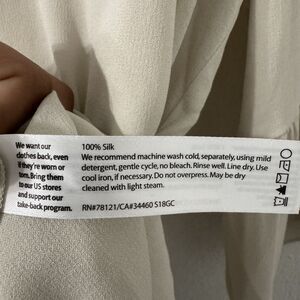 We want our
clothes back, even
if they're worn or
torn. Bring them
to our US stores
and support our
take-back program.
100% Silk
We recommend machine wash cold, separately, using mild
detergent, gentle cycle, no bleach. Rinse well. Line dry. Use
cool iron, if necessary. Do not overpress. May be dry
cleaned with light steam.
RN#78121/CA#34460 S18GC